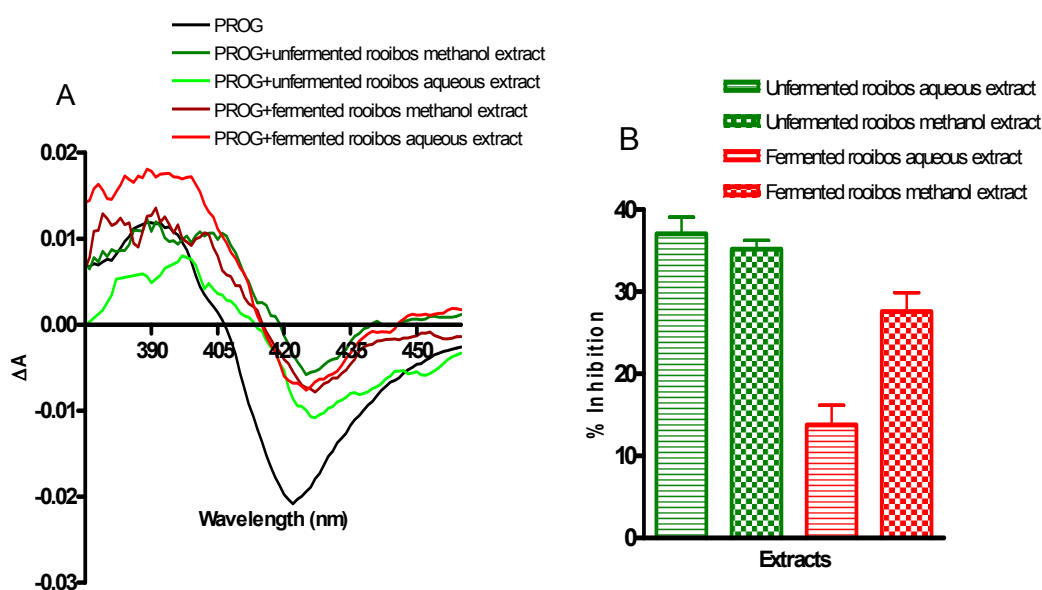 PROG
PROG+unfermented rooibos methanol extract
PROG+unfermented rooibos aqueous extract
PROG+fermented rooibos methanol extract
PROG+fermented rooibos aqueous extract
A
0.02
0.01
0.00
-0.01
-0.02
-0.03
ΔA
390
405
420
435
450
Wavelength (nm)
Unfermented rooibos aqueous extract
Unfermented rooibos methanol extract
Fermented rooibos aqueous extract
Fermented rooibos methanol extract
B
40
30
20
10
0
% Inhibition
Extracts